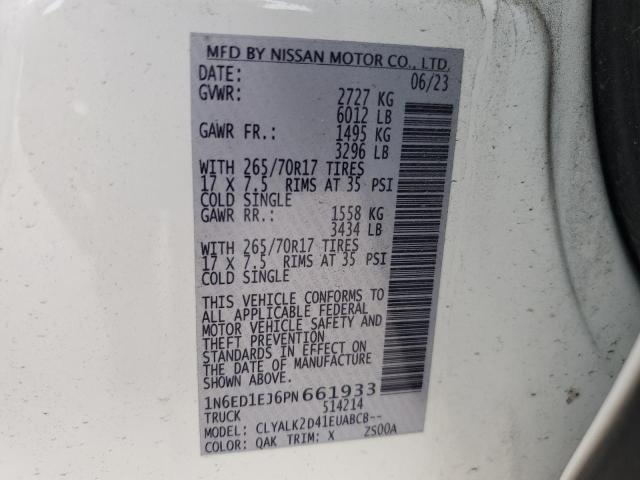 MFD BY NISSAN MOTOR CO., LTD.
DATE: 06/23
GVWR: 2727 KG
6012 LB
GAWR FR.: 1495 KG
3296 LB
WITH 265/70R17 TIRES
17 X 7.5 RIMS AT 35 PSI
COLD SINGLE
GAWR RR.: 1558 KG
3434 LB
WITH 265/70R17 TIRES
17 X 7.5 RIMS AT 35 PSI
COLD SINGLE
THIS VEHICLE CONFORMS TO
ALL APPLICABLE FEDERAL
MOTOR VEHICLE SAFETY AND
THEFT PREVENTION
STANDARDS IN EFFECT ON
THE DATE OF MANUFACTURE
SHOWN ABOVE.
1N6ED1EJ6PN661933
TRUCK 514214
MODEL: CLYALK2D41EUABCB--
COLOR: QAK TRIM: X ZS00A